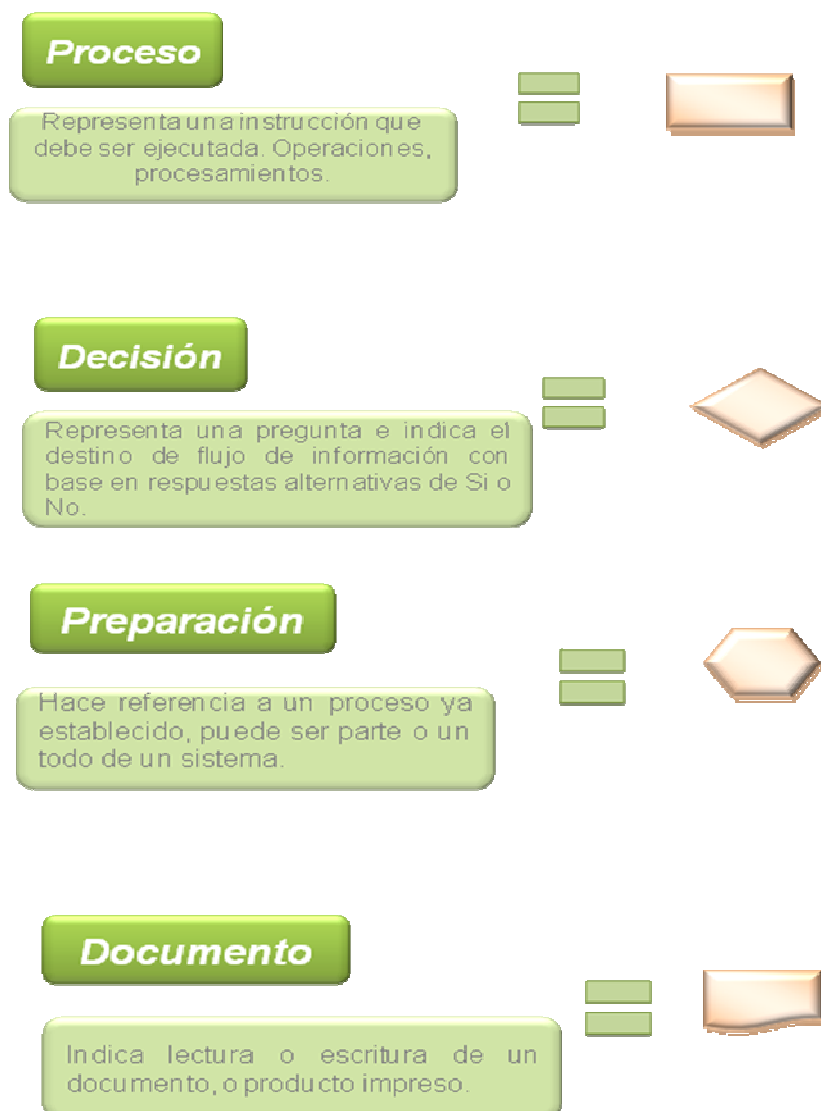 Proceso
Representa una instrucción que
debe ser ejecutada. Operaciones,
procesamientos.
Decisión
Representa una pregunta e indica el
destino de flujo de información con
base en respuestas alternativas de Si o
No.
Preparación
Hace referencia a un proceso ya
establecido, puede ser parte o un
todo de un sistema.
Documento
Indica lectura o escritura de un
documento, o producto impreso.